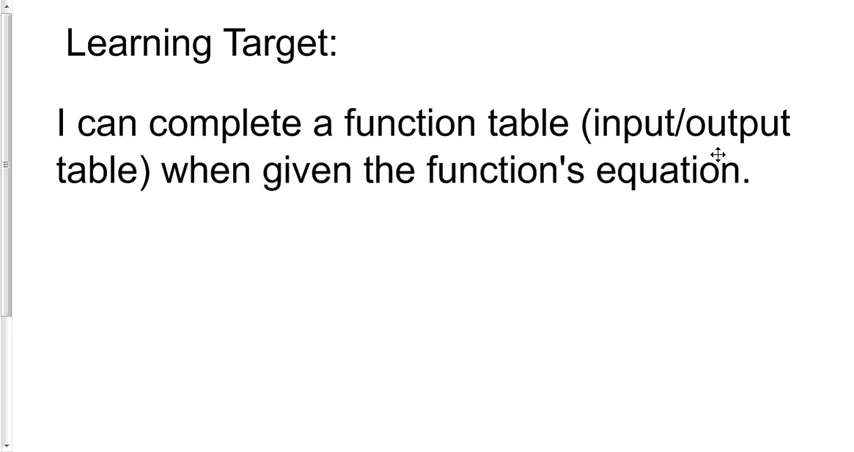 Learning Target:
I can complete a function table (input/output
table) when given the function's equation.